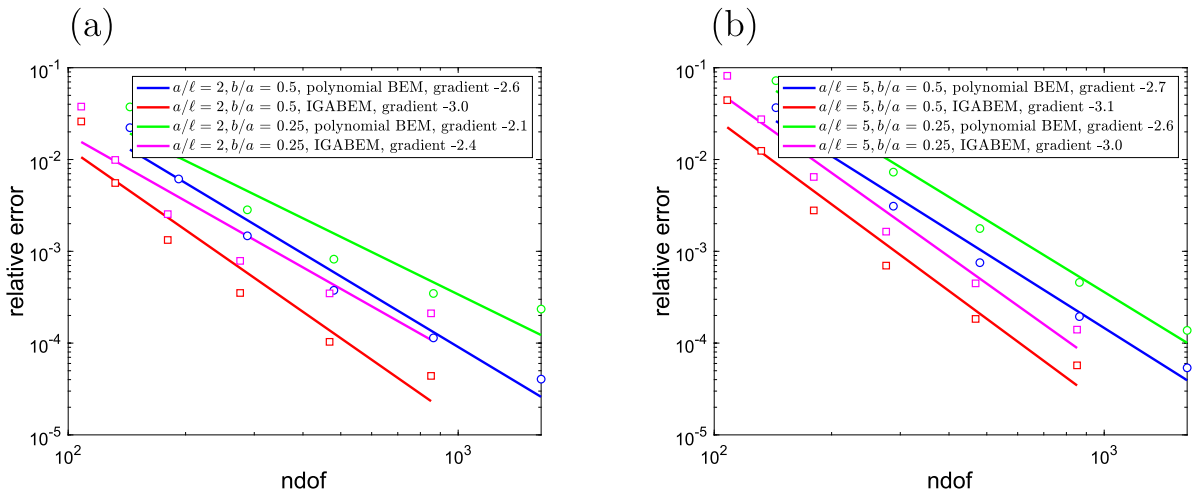 (a)
10^-1
10^-2
10^-3
10^-4
10^-5
relative error
a/ℓ = 2, b/a = 0.5, polynomial BEM, gradient -2.6
a/ℓ = 2, b/a = 0.5, IGABEM, gradient -3.0
a/ℓ = 2, b/a = 0.25, polynomial BEM, gradient -2.1
a/ℓ = 2, b/a = 0.25, IGABEM, gradient -2.4
10^2
10^3
ndof
(b)
10^-1
10^-2
10^-3
10^-4
10^-5
relative error
a/ℓ = 5, b/a = 0.5, polynomial BEM, gradient -2.7
a/ℓ = 5, b/a = 0.5, IGABEM, gradient -3.1
a/ℓ = 5, b/a = 0.25, polynomial BEM, gradient -2.6
a/ℓ = 5, b/a = 0.25, IGABEM, gradient -3.0
10^2
10^3
ndof